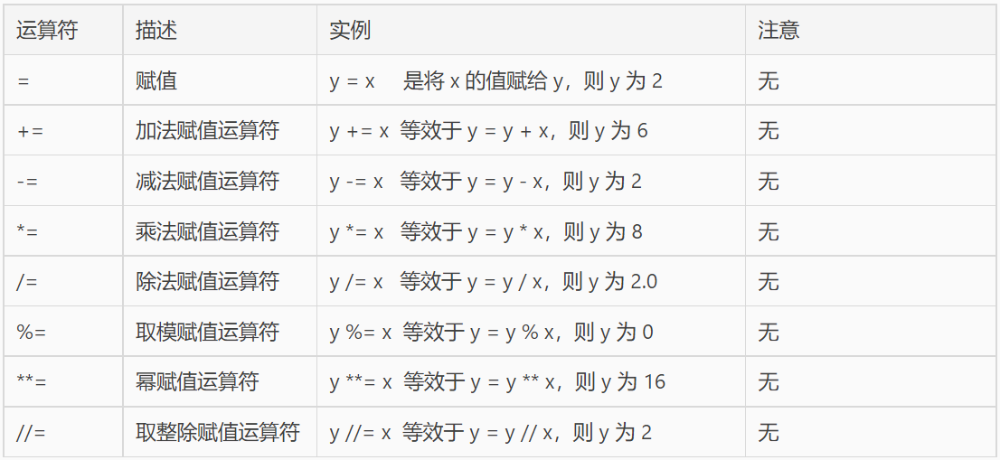 运算符 描述 实例 注意
= 赋值 y = x 是将 x 的值赋给 y，则 y 为 2 无
+= 加法赋值运算符 y += x 等效于 y = y + x，则 y 为 6 无
-= 减法赋值运算符 y -= x 等效于 y = y - x，则 y 为 2 无
*= 乘法赋值运算符 y *= x 等效于 y = y * x，则 y 为 8 无
/= 除法赋值运算符 y /= x 等效于 y = y / x，则 y 为 2.0 无
%= 取模赋值运算符 y %= x 等效于 y = y % x，则 y 为 0 无
**= 幂赋值运算符 y **= x 等效于 y = y ** x，则 y 为 16 无
//= 取整除赋值运算符 y //= x 等效于 y = y // x，则 y 为 2 无